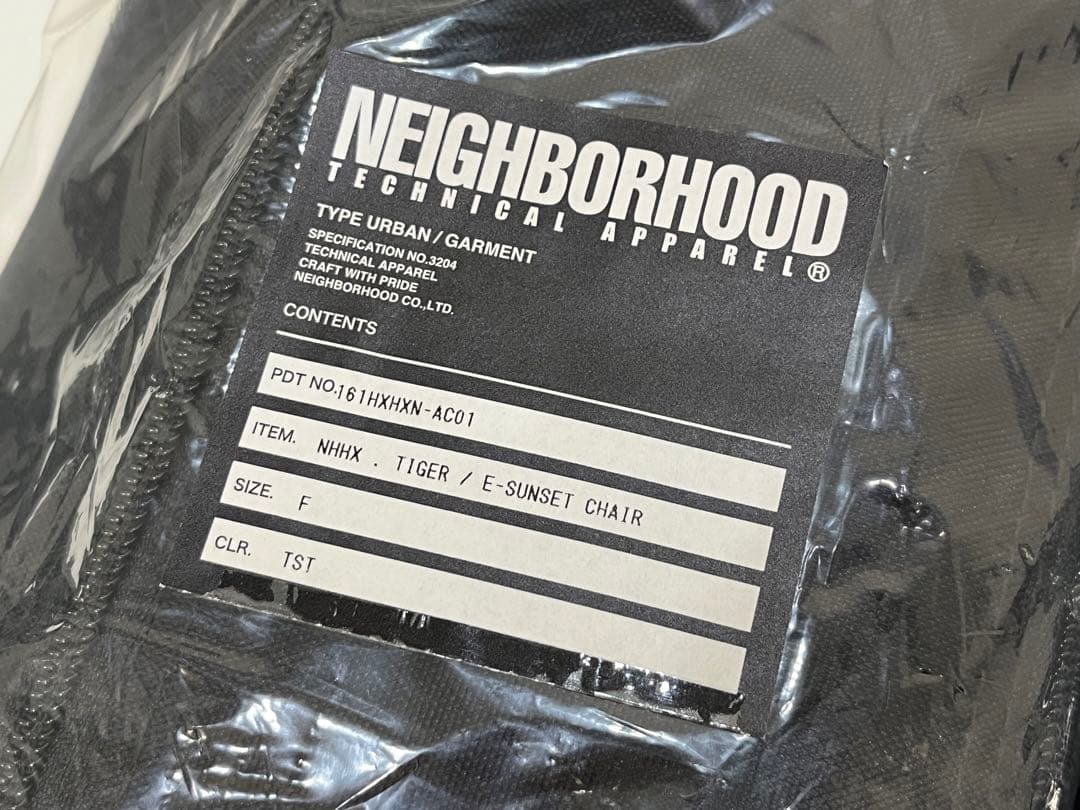 NEIGHBORHOOD
TECHNICAL APPAREL®
TYPE URBAN / GARMENT
SPECIFICATION NO.3204
TECHNICAL APPAREL
CRAFT WITH PRIDE
NEIGHBORHOOD CO.,LTD.
CONTENTS
PDT NO. 161HXHXN-AC01
ITEM. NHHX . TIGER / E-SUNSET CHAIR
SIZE. F
CLR. TST